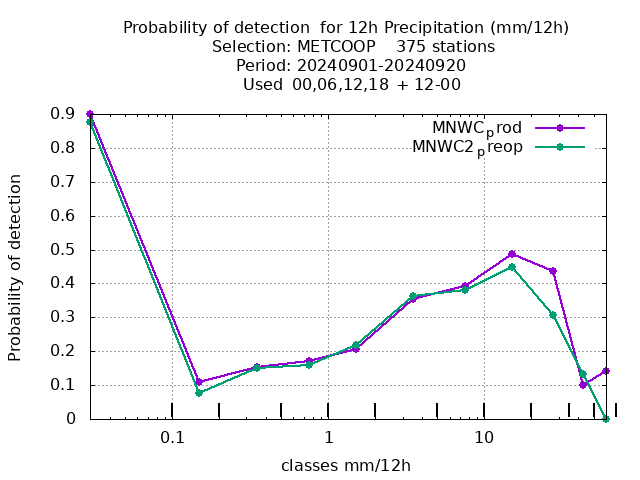 Probability of detection  for 12h Precipitation (mm/12h)
Selection: METCOOP    375 stations
Period: 20240901-20240920
Used  00,06,12,18  + 12-00
MNWCprod
MNWC2preop
Probability of detection
0.9
0.8
0.7
0.6
0.5
0.4
0.3
0.2
0.1
0
0.1
1
10
classes mm/12h